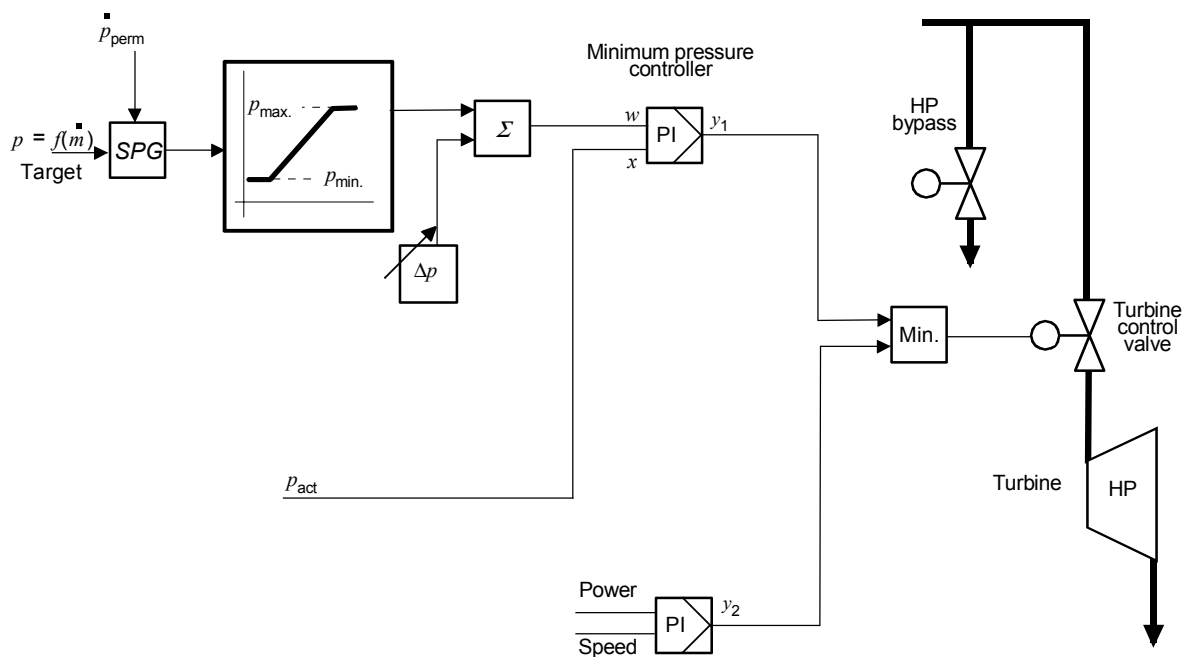 ṗperm
p = f(ṁ)
Target
SPG
pmax.
pmin.
Σ
Δp
Minimum pressure
controller
w
x
PI
y1
HP
bypass
Min.
Turbine
control
valve
pact
Turbine
HP
Power
Speed
PI
y2